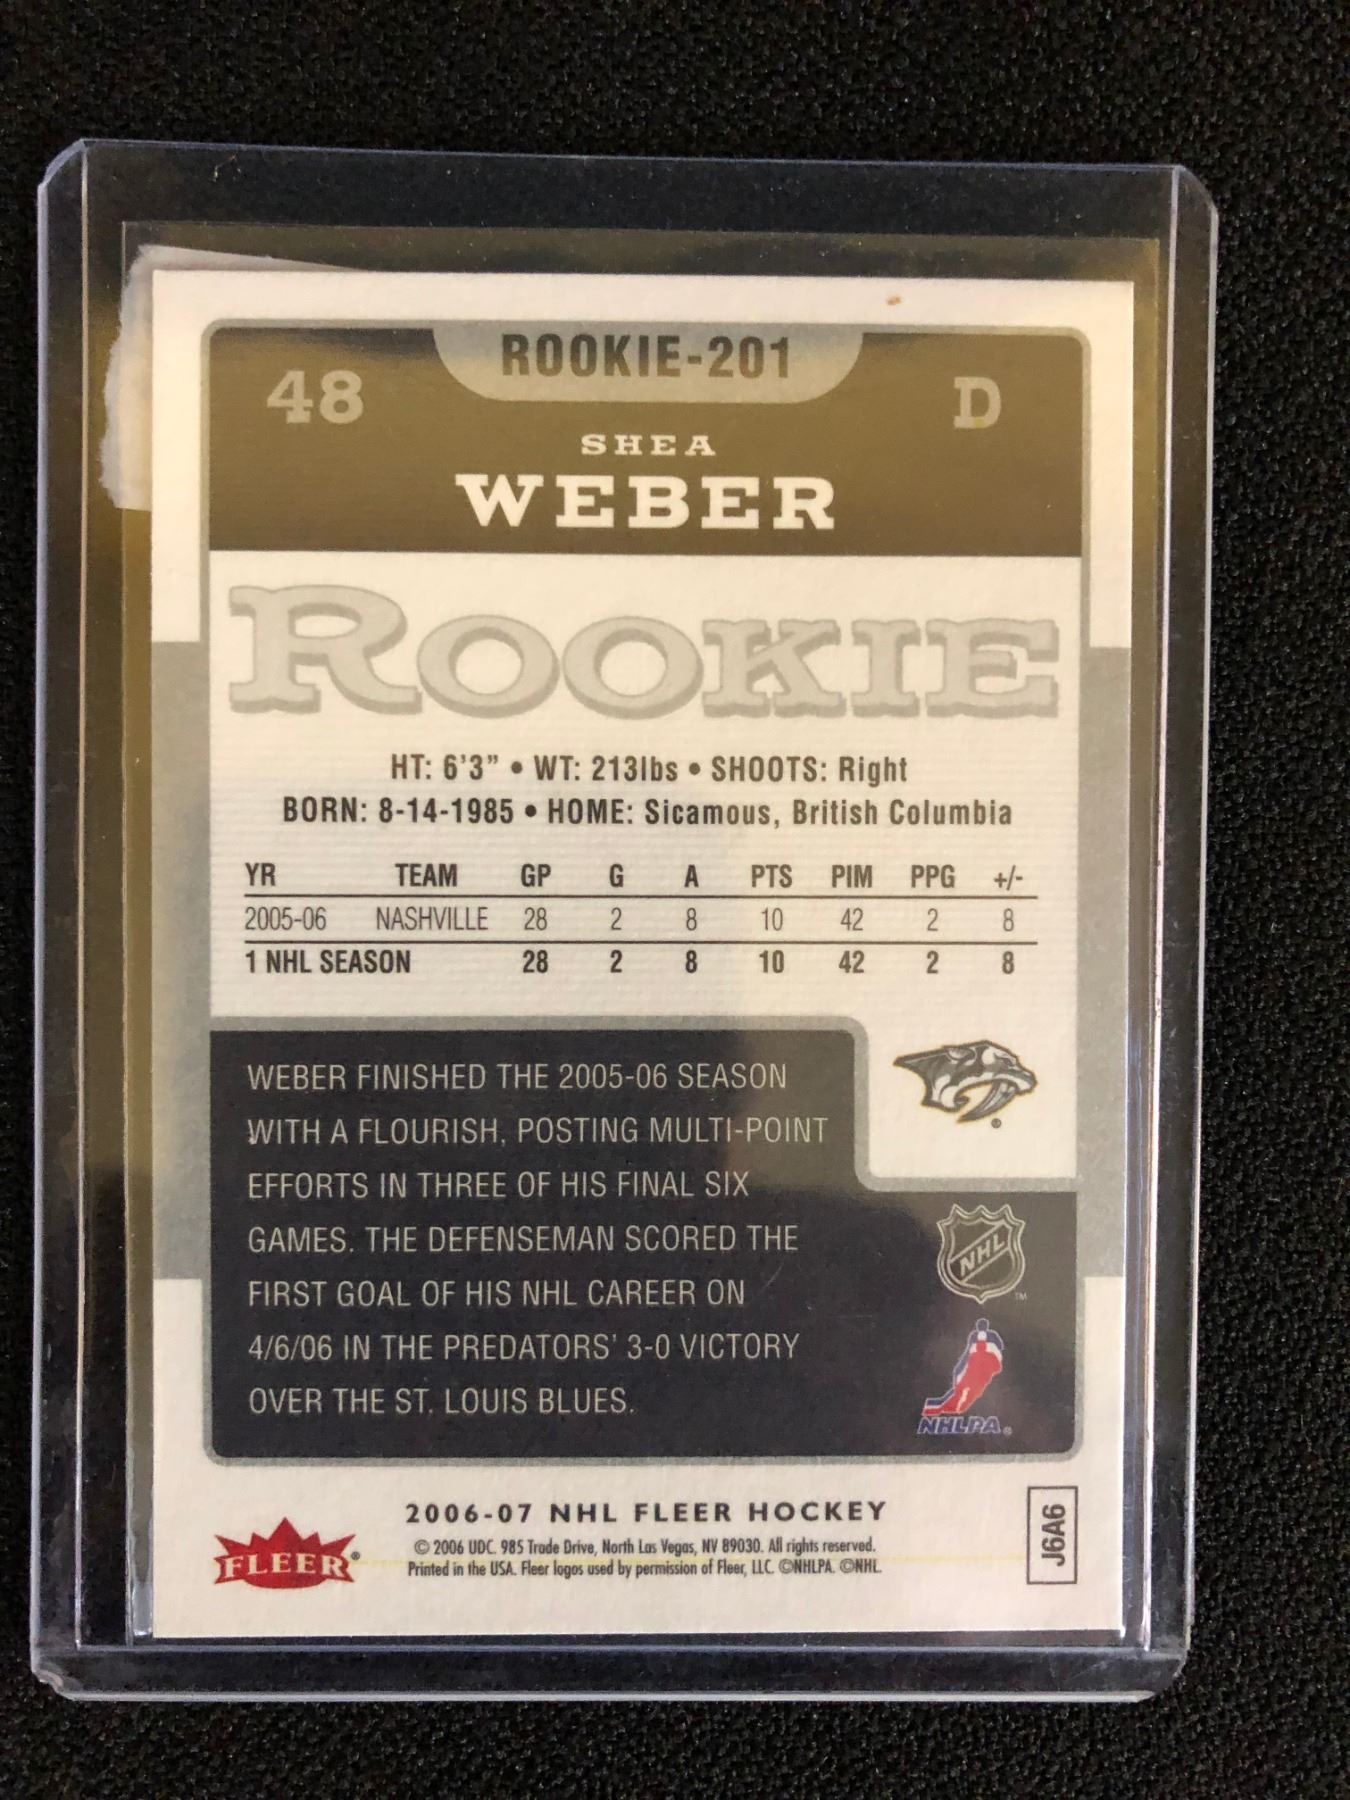 ROOKIE-201
48
D
SHEA
WEBER
ROOKIE
HT: 6'3" • WT: 213lbs • SHOOTS: Right
BORN: 8-14-1985 • HOME: Sicamous, British Columbia
YR TEAM GP G A PTS PIM PPG +/-
2005-06 NASHVILLE 28 2 8 10 42 2 8
1 NHL SEASON 28 2 8 10 42 2 8
WEBER FINISHED THE 2005-06 SEASON
WITH A FLOURISH, POSTING MULTI-POINT
EFFORTS IN THREE OF HIS FINAL SIX
GAMES. THE DEFENSEMAN SCORED THE
FIRST GOAL OF HIS NHL CAREER ON
4/6/06 IN THE PREDATORS' 3-0 VICTORY
OVER THE ST. LOUIS BLUES.
®
NHL
TM
NHLPA®
2006-07 NHL FLEER HOCKEY
FLEER®
© 2006 UDC. 985 Trade Drive, North Las Vegas, NV 89030. All rights reserved.
Printed in the USA. Fleer logos used by permission of Fleer, LLC. ©NHLPA. ©NHL.
J6A6